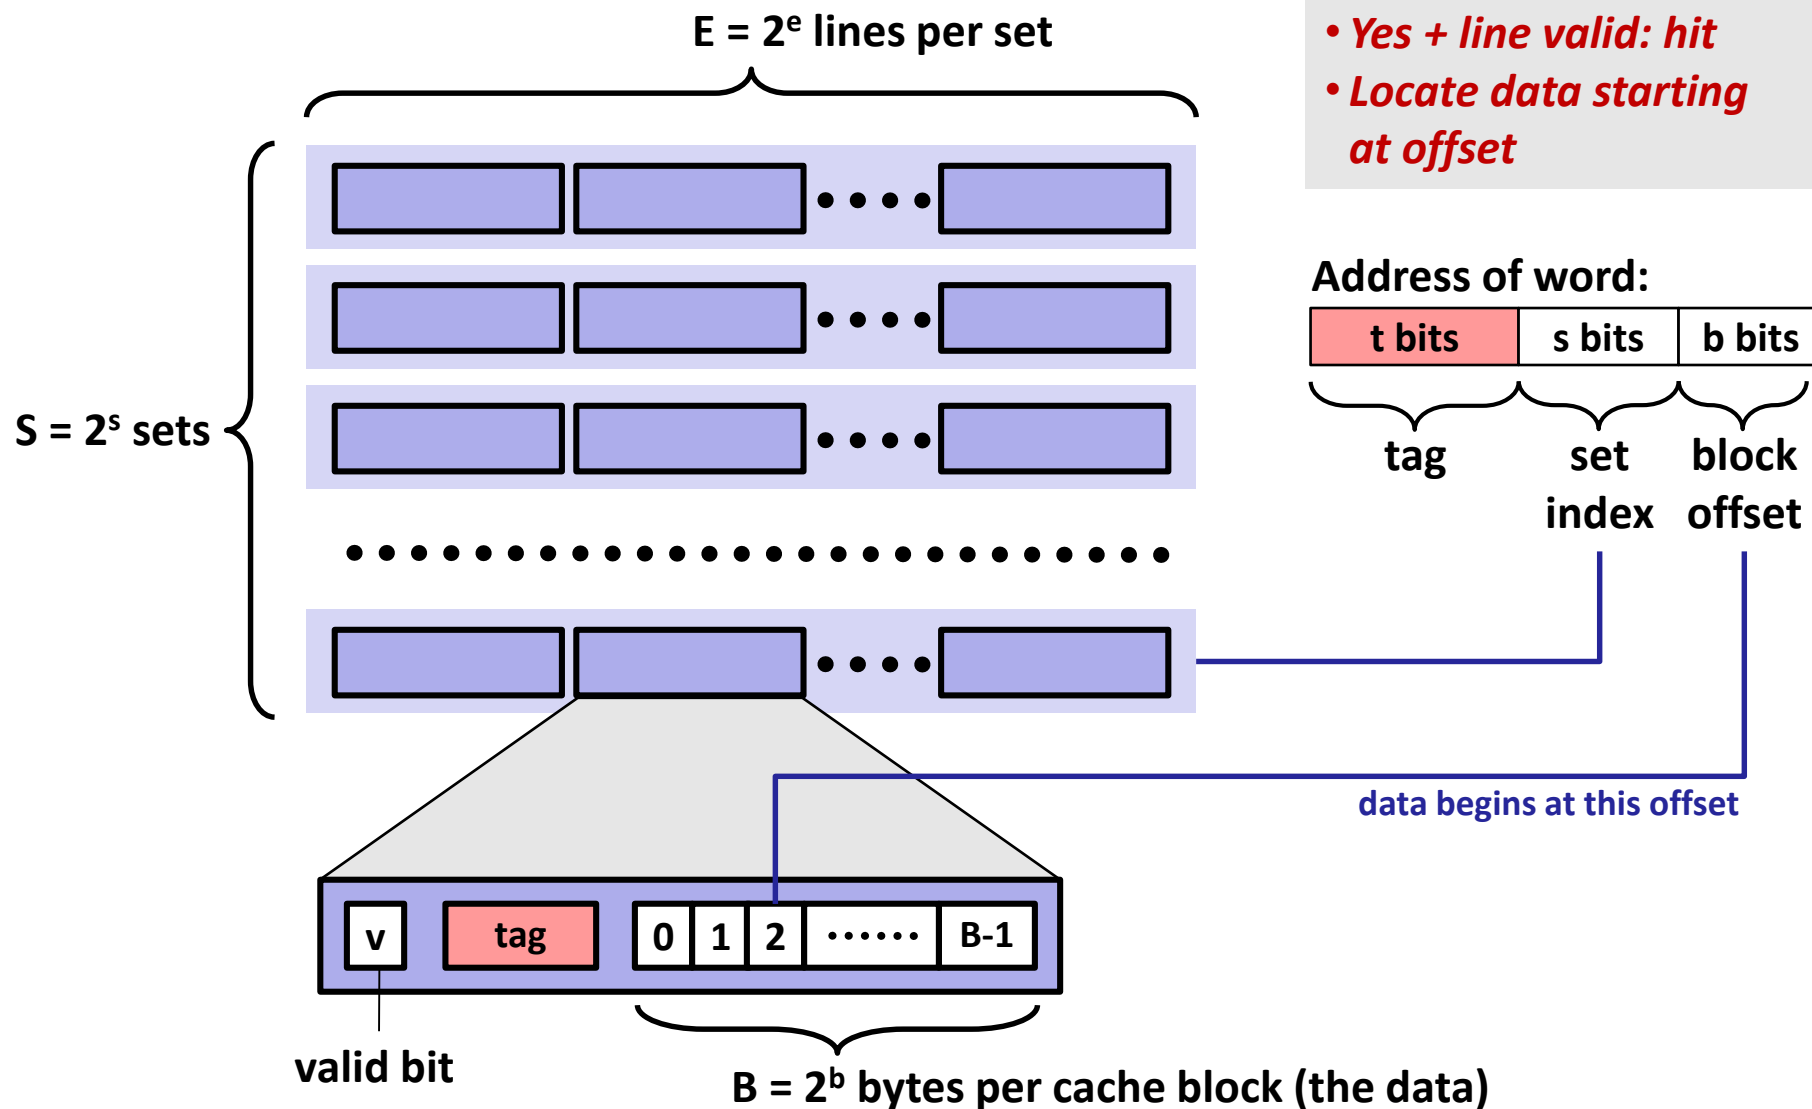 E = 2ᵉ lines per set
• Yes + line valid: hit
• Locate data starting
at offset
Address of word:
t bits s bits b bits
S = 2ˢ sets
tag set block
index offset
data begins at this offset
v tag 0 1 2 •••••• B-1
valid bit
B = 2ᵇ bytes per cache block (the data)